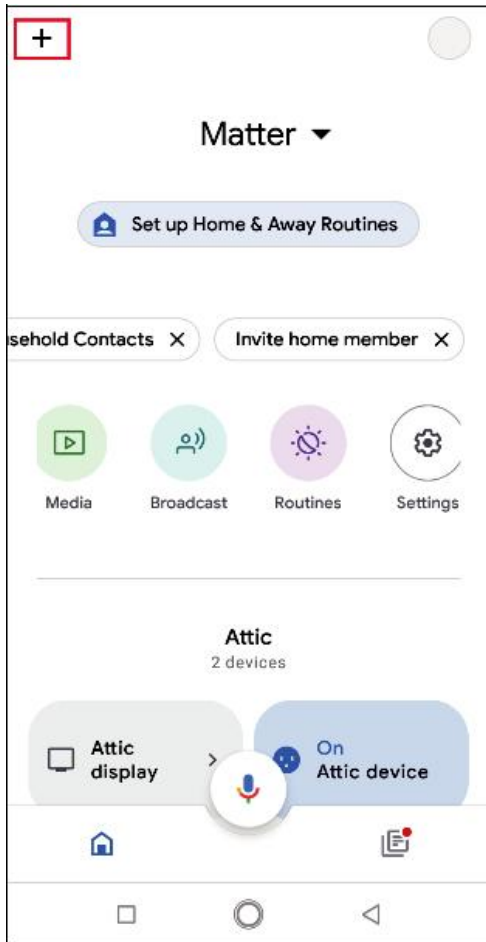 +
Matter
Set up Home & Away Routines
sehold Contacts X
Invite home member X
Media
Broadcast
Routines
Settings
Attic
2 devices
Attic
display
On
Attic device